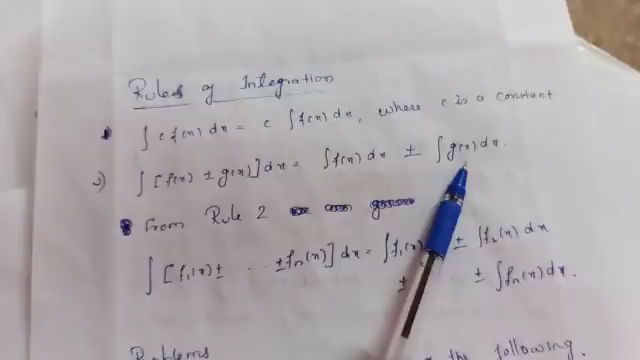 Rules of Integration
∫ c f(x) dx = c ∫ f(x) dx, where c is a constant
2) ∫ [f(x) ± g(x)] dx = ∫ f(x) dx ± ∫ g(x) dx.
From Rule 2
∫ [f₁(x) ± . . ± fₙ(x)] dx = ∫ f₁(x) ± ∫ f₂(x) dx
± . ± ∫ fₙ(x) dx.
Problems the following.